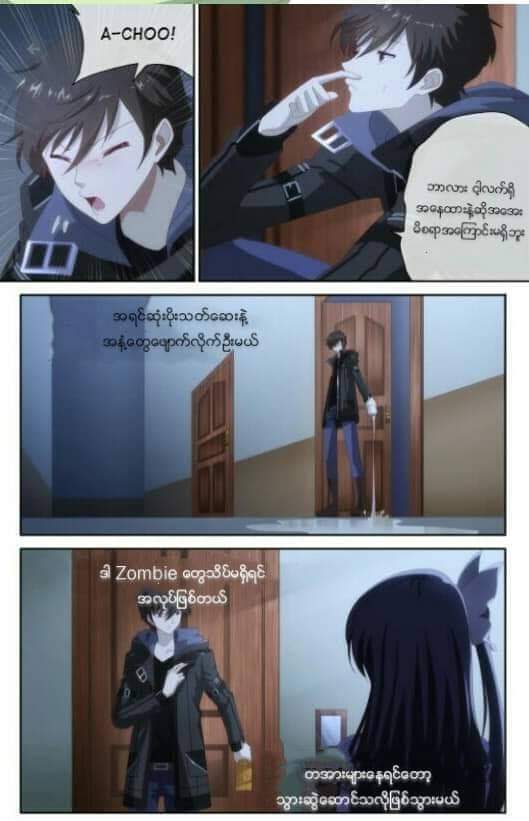 A-CHOO!
ဘာလား ငါ့လက်ရှိ
အနေထားနဲ့ဆိုအအေး
မိစရာအကြောင်းမရှိဘူး
အရင်ဆုံးပိုးသတ်ဆေးနဲ့
အနံ့တွေဖျောက်လိုက်ဦးမယ်
ဒါ Zombie တွေသိပ်မရှိရင်
အလုပ်ဖြစ်တယ်
တအားများနေရင်တော့
သွားဆွဲဆောင်သလိုဖြစ်သွားမယ်